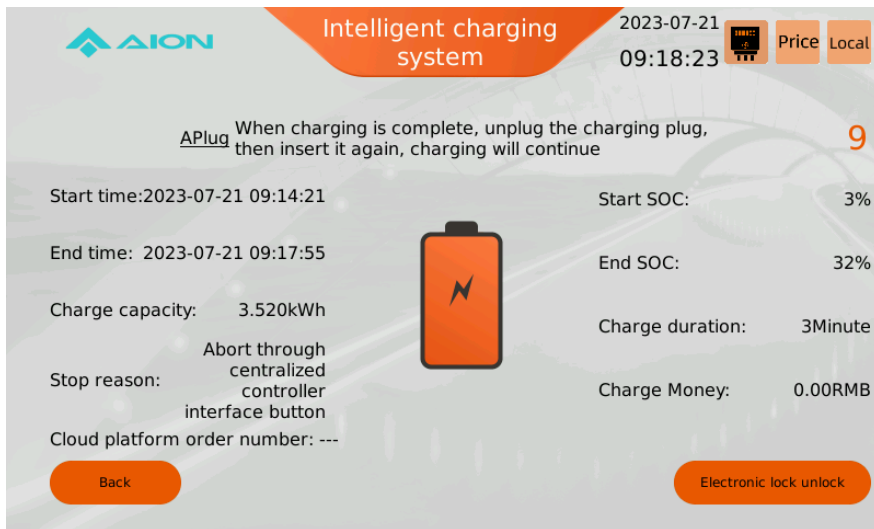 AION
Intelligent charging
system
2023-07-21
09:18:23
Price
Local
APlug
When charging is complete, unplug the charging plug,
then insert it again, charging will continue
9
Start time:2023-07-21 09:14:21
Start SOC: 3%
End time: 2023-07-21 09:17:55
End SOC: 32%
Charge capacity: 3.520kWh
Charge duration: 3Minute
Stop reason:
Abort through
centralized
controller
interface button
Charge Money: 0.00RMB
Cloud platform order number: ---
Back
Electronic lock unlock